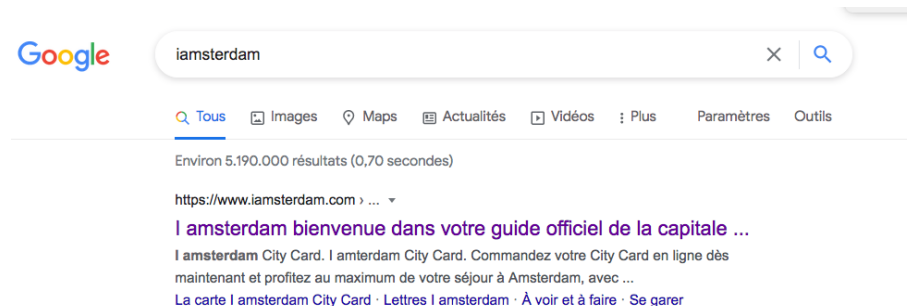 Google
iamsterdam
Tous Images Maps Actualités Vidéos Plus Paramètres Outils
Environ 5.190.000 résultats (0,70 secondes)
https://www.iamsterdam.com › ...
I amsterdam bienvenue dans votre guide officiel de la capitale ...
I amsterdam City Card. I amterdam City Card. Commandez votre City Card en ligne dès
maintenant et profitez au maximum de votre séjour à Amsterdam, avec ...
La carte I amsterdam City Card · Lettres I amsterdam · À voir et à faire · Se garer